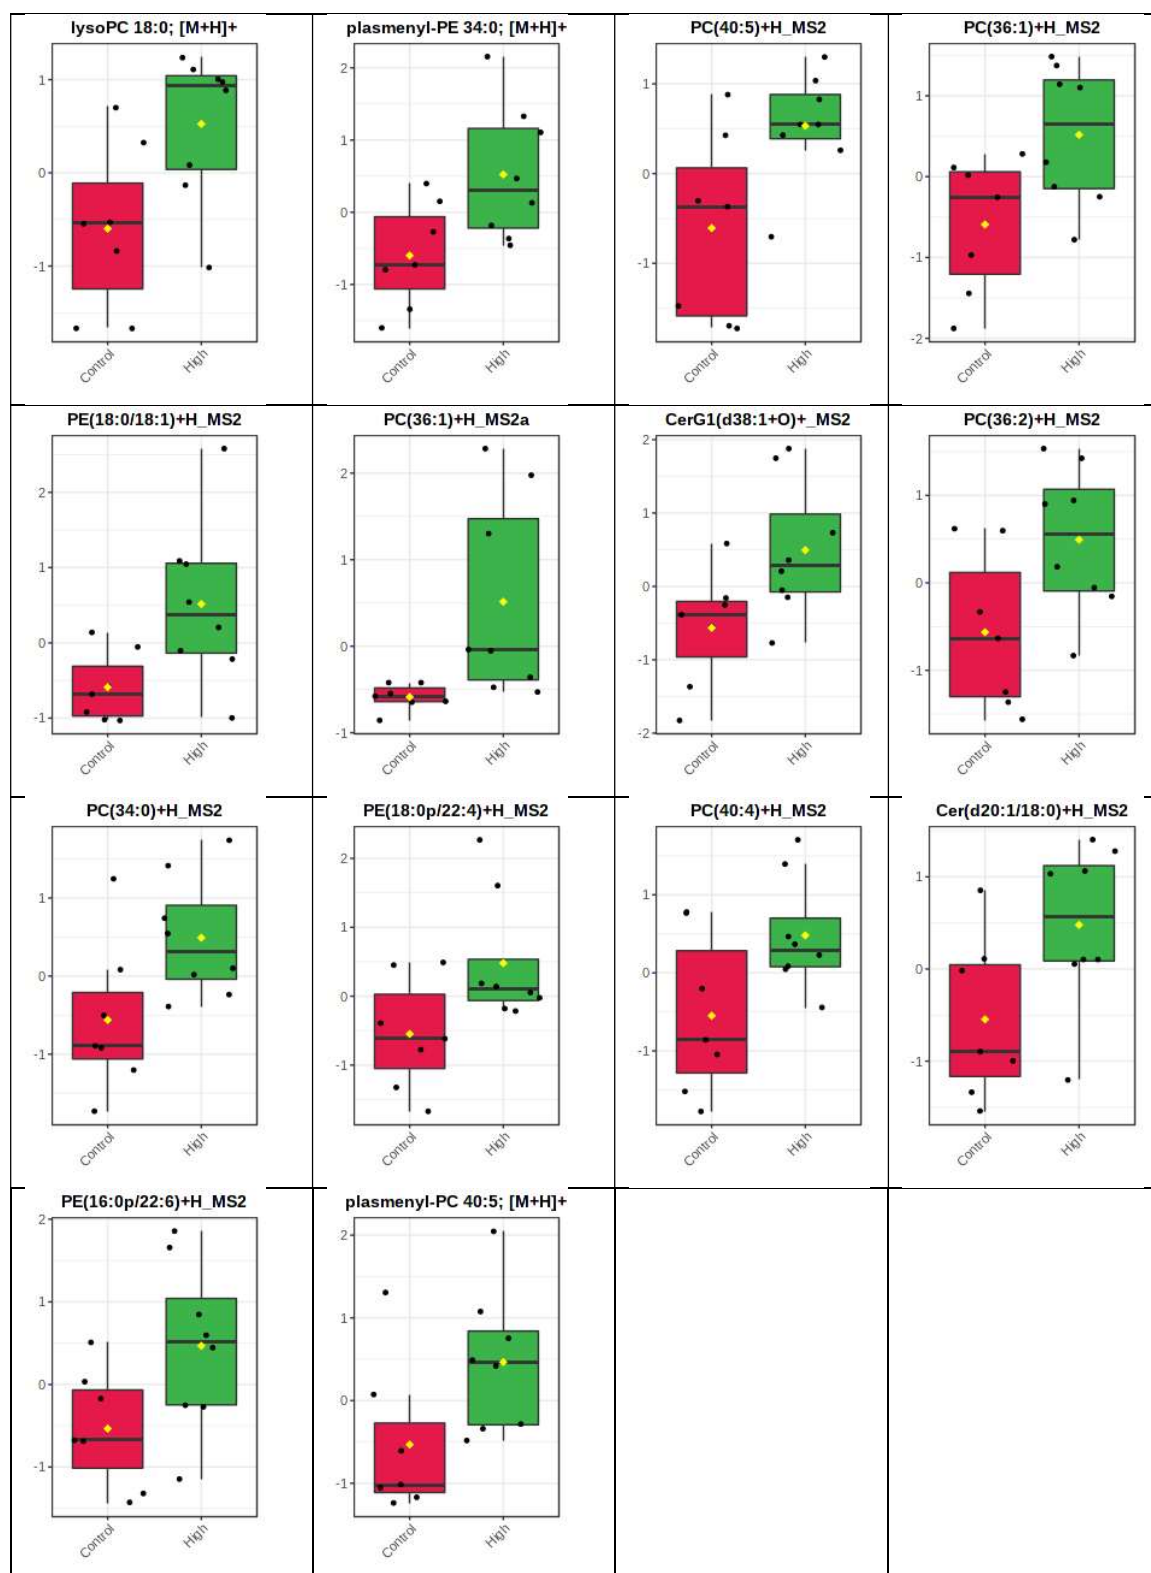 lysoPC 18:0; [M+H]+
1
0
-1
Control
High
plasmenyl-PE 34:0; [M+H]+
2
1
0
-1
Control
High
PC(40:5)+H_MS2
1
0
-1
Control
High
PC(36:1)+H_MS2
1
0
-1
-2
Control
High
PE(18:0/18:1)+H_MS2
2
1
0
-1
Control
High
PC(36:1)+H_MS2a
2
1
0
-1
Control
High
CerG1(d38:1+O)+_MS2
2
1
0
-1
-2
Control
High
PC(36:2)+H_MS2
1
0
-1
Control
High
PC(34:0)+H_MS2
1
0
-1
Control
High
PE(18:0p/22:4)+H_MS2
2
1
0
-1
Control
High
PC(40:4)+H_MS2
1
0
-1
Control
High
Cer(d20:1/18:0)+H_MS2
1
0
-1
Control
High
PE(16:0p/22:6)+H_MS2
2
1
0
-1
Control
High
plasmenyl-PC 40:5; [M+H]+
2
1
0
-1
Control
High